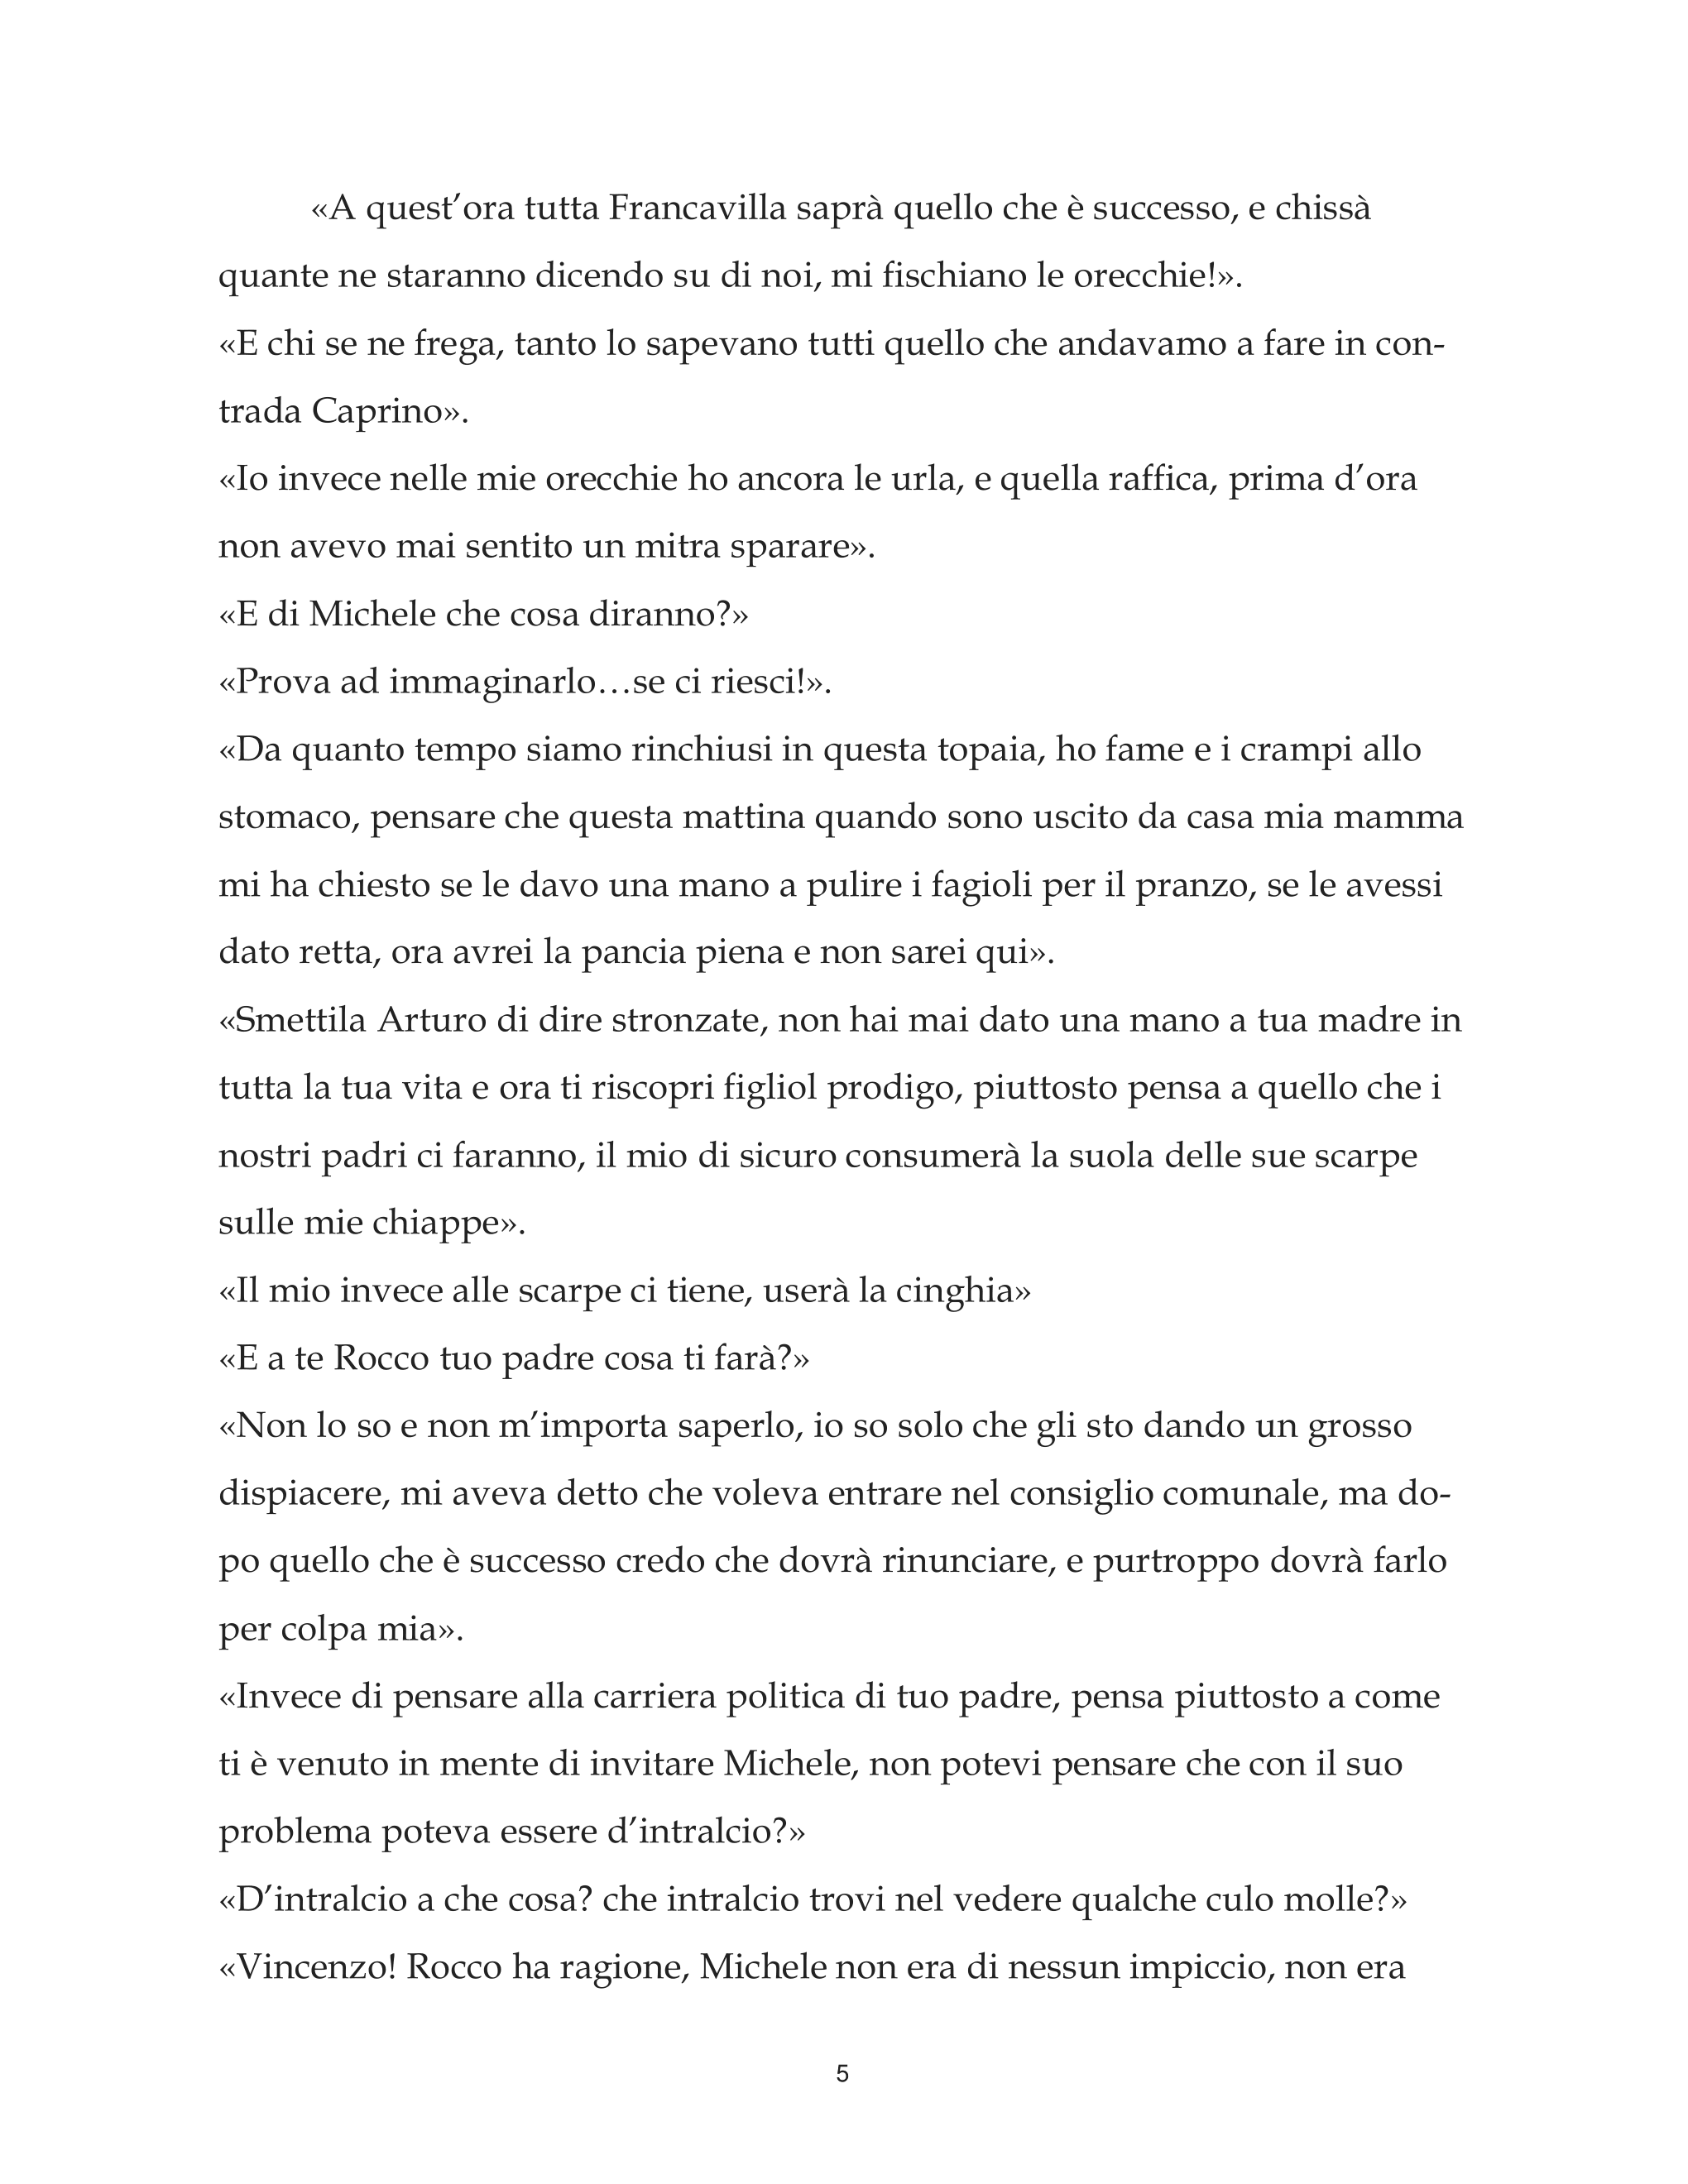 «A quest’ora tutta Francavilla saprà quello che è successo, e chissà
quante ne staranno dicendo su di noi, mi fischiano le orecchie!».
«E chi se ne frega, tanto lo sapevano tutti quello che andavamo a fare in con-
trada Caprino».
«Io invece nelle mie orecchie ho ancora le urla, e quella raffica, prima d’ora
non avevo mai sentito un mitra sparare».
«E di Michele che cosa diranno?»
«Prova ad immaginarlo…se ci riesci!».
«Da quanto tempo siamo rinchiusi in questa topaia, ho fame e i crampi allo
stomaco, pensare che questa mattina quando sono uscito da casa mia mamma
mi ha chiesto se le davo una mano a pulire i fagioli per il pranzo, se le avessi
dato retta, ora avrei la pancia piena e non sarei qui».
«Smettila Arturo di dire stronzate, non hai mai dato una mano a tua madre in
tutta la tua vita e ora ti riscopri figliol prodigo, piuttosto pensa a quello che i
nostri padri ci faranno, il mio di sicuro consumerà la suola delle sue scarpe
sulle mie chiappe».
«Il mio invece alle scarpe ci tiene, userà la cinghia»
«E a te Rocco tuo padre cosa ti farà?»
«Non lo so e non m’importa saperlo, io so solo che gli sto dando un grosso
dispiacere, mi aveva detto che voleva entrare nel consiglio comunale, ma do-
po quello che è successo credo che dovrà rinunciare, e purtroppo dovrà farlo
per colpa mia».
«Invece di pensare alla carriera politica di tuo padre, pensa piuttosto a come
ti è venuto in mente di invitare Michele, non potevi pensare che con il suo
problema poteva essere d’intralcio?»
«D’intralcio a che cosa? che intralcio trovi nel vedere qualche culo molle?»
«Vincenzo! Rocco ha ragione, Michele non era di nessun impiccio, non era
5